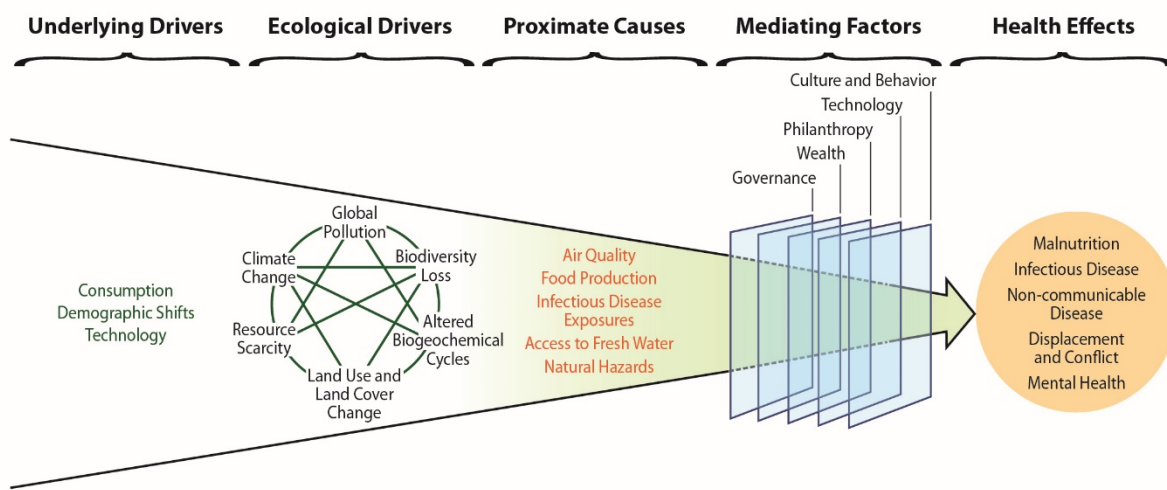 Underlying Drivers
Ecological Drivers
Proximate Causes
Mediating Factors
Health Effects
Consumption
Demographic Shifts
Technology
Global
Pollution
Climate
Change
Biodiversity
Loss
Resource
Scarcity
Altered
Biogeochemical
Cycles
Land Use and
Land Cover
Change
Air Quality
Food Production
Infectious Disease
Exposures
Access to Fresh Water
Natural Hazards
Culture and Behavior
Technology
Philanthropy
Wealth
Governance
Malnutrition
Infectious Disease
Non-communicable
Disease
Displacement
and Conflict
Mental Health